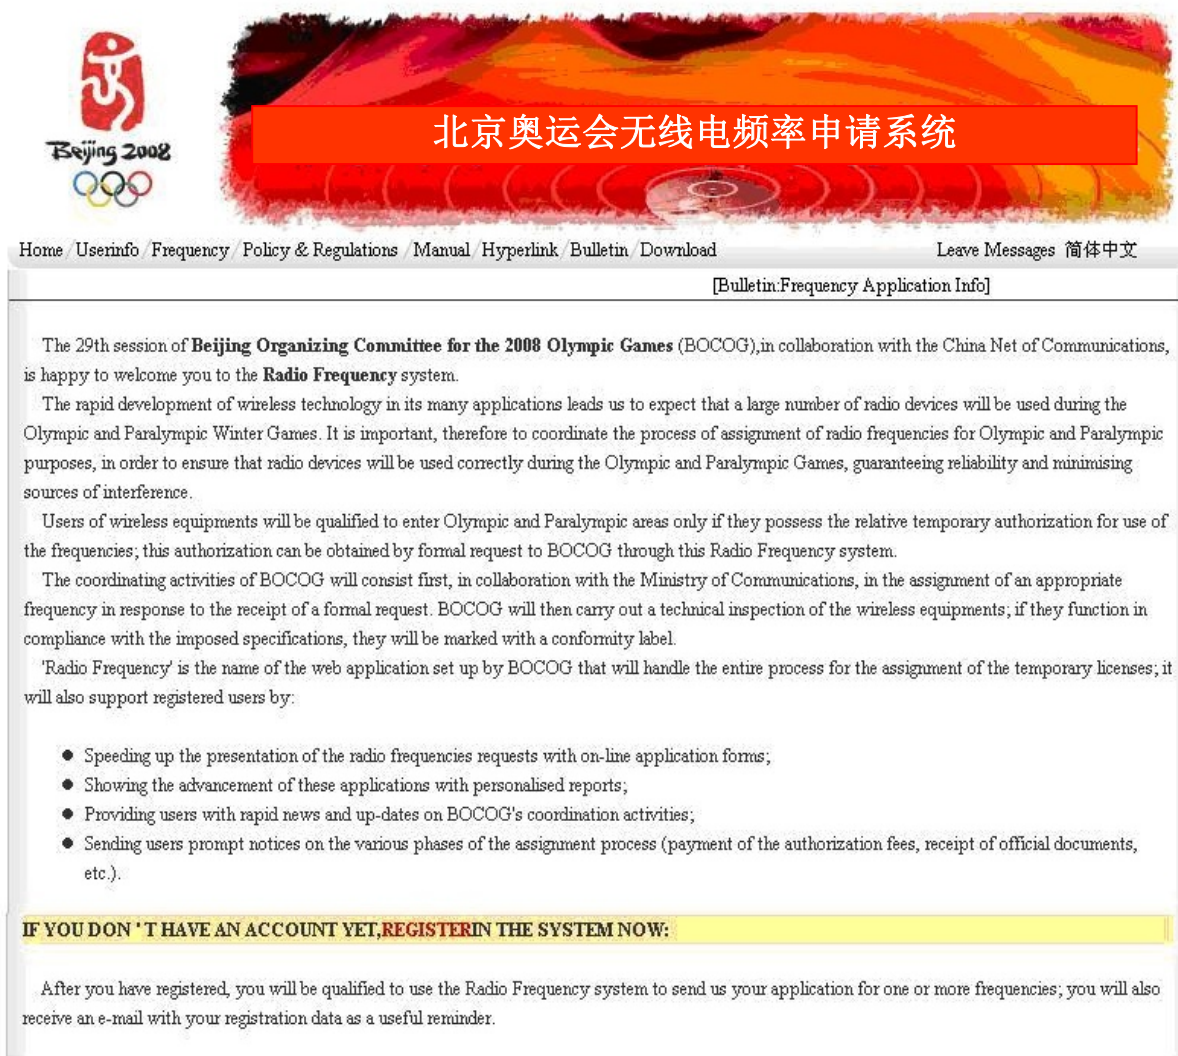 北京奥运会无线电频率申请系统
Beijing 2008
Home / Userinfo / Frequency / Policy & Regulations / Manual / Hyperlink / Bulletin / Download Leave Messages 简体中文
[Bulletin:Frequency Application Info]
The 29th session of Beijing Organizing Committee for the 2008 Olympic Games (BOCOG),in collaboration with the China Net of Communications,
is happy to welcome you to the Radio Frequency system.
The rapid development of wireless technology in its many applications leads us to expect that a large number of radio devices will be used during the
Olympic and Paralympic Winter Games. It is important, therefore to coordinate the process of assignment of radio frequencies for Olympic and Paralympic
purposes, in order to ensure that radio devices will be used correctly during the Olympic and Paralympic Games, guaranteeing reliability and minimising
sources of interference.
Users of wireless equipments will be qualified to enter Olympic and Paralympic areas only if they possess the relative temporary authorization for use of
the frequencies; this authorization can be obtained by formal request to BOCOG through this Radio Frequency system.
The coordinating activities of BOCOG will consist first, in collaboration with the Ministry of Communications, in the assignment of an appropriate
frequency in response to the receipt of a formal request. BOCOG will then carry out a technical inspection of the wireless equipments; if they function in
compliance with the imposed specifications, they will be marked with a conformity label.
'Radio Frequency' is the name of the web application set up by BOCOG that will handle the entire process for the assignment of the temporary licenses; it
will also support registered users by:
● Speeding up the presentation of the radio frequencies requests with on-line application forms;
● Showing the advancement of these applications with personalised reports;
● Providing users with rapid news and up-dates on BOCOG's coordination activities;
● Sending users prompt notices on the various phases of the assignment process (payment of the authorization fees, receipt of official documents,
etc.).
IF YOU DON ' T HAVE AN ACCOUNT YET,REGISTERIN THE SYSTEM NOW:
After you have registered, you will be qualified to use the Radio Frequency system to send us your application for one or more frequencies; you will also
receive an e-mail with your registration data as a useful reminder.